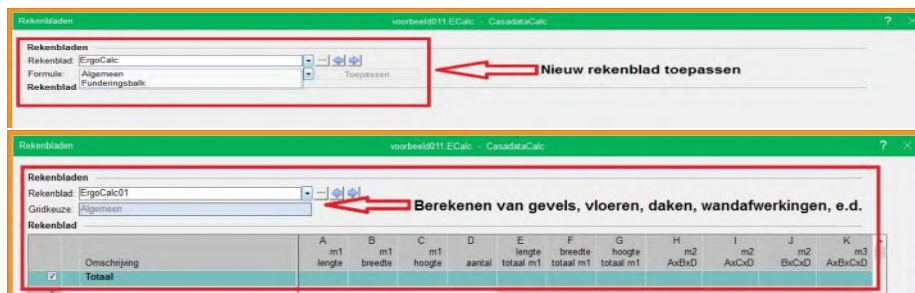 Rekenbladen voorbeeld011.ECalc - CasadataCalc ?
Rekenbladen
Rekenblad: ErgoCalc
Formule: Algemeen Toepassen
Funderingsbalk
Rekenblad
Nieuw rekenblad toepassen
Rekenbladen voorbeeld011.ECalc - CasadataCalc ?
Rekenbladen
Rekenblad: ErgoCalc01
Gridkeuze: Algemeen
Berekenen van gevels, vloeren, daken, wandafwerkingen, e.d.
Rekenblad
A B C D E F G H I J K
m1 m1 m1 lengte breedte hoogte m2 m2 m2 m3
Omschrijving lengte breedte hoogte aantal totaal m1 totaal m1 totaal m1 AxBxD AxCxD BxCxD AxBxCxD
Totaal